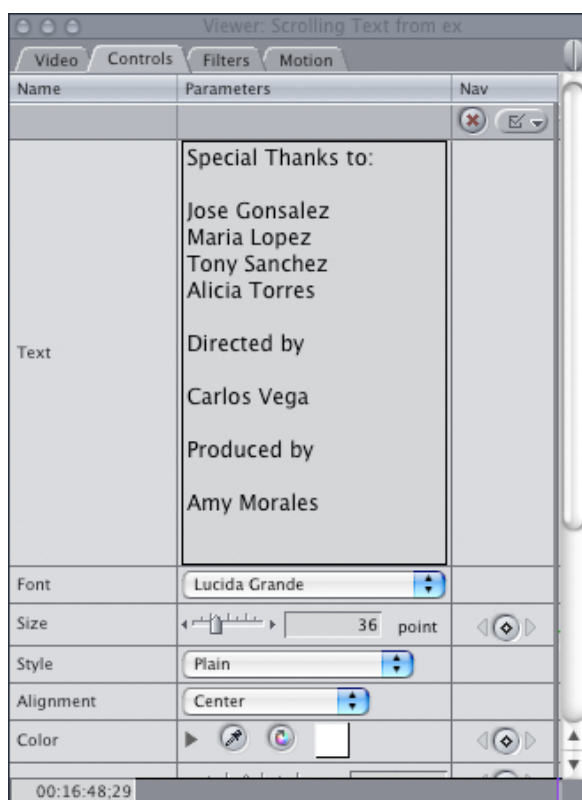 Viewer: Scrolling Text from ex
Video Controls Filters Motion
Name Parameters Nav
Special Thanks to:
Jose Gonsalez
Maria Lopez
Tony Sanchez
Alicia Torres
Directed by
Carlos Vega
Produced by
Amy Morales
Text
Font Lucida Grande
Size 36 point
Style Plain
Alignment Center
Color
00:16:48;29